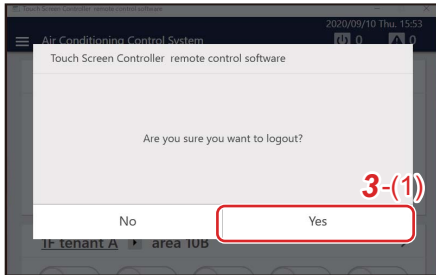 Touch Screen Controller remote control software
2020/09/10 Thu. 15:53
Air Conditioning Control System
0
0
Touch Screen Controller remote control software
Are you sure you want to logout?
3-(1)
No
Yes
1F tenant A
area 10B